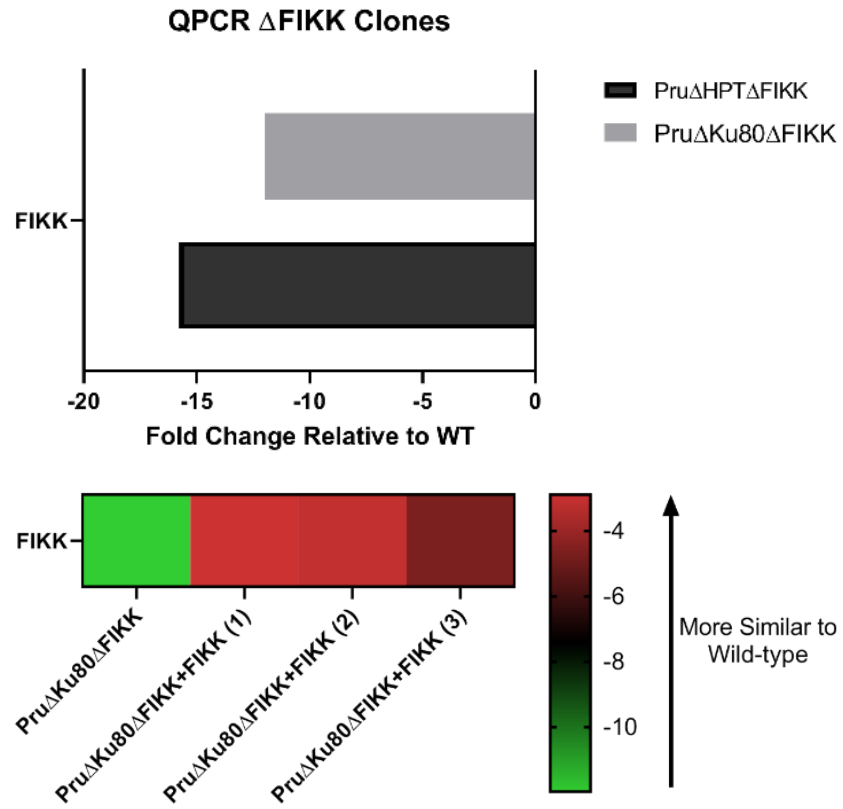 QPCR ΔFIKK Clones
PruΔHPTΔFIKK
PruΔKu80ΔFIKK
FIKK
-20 -15 -10 -5 0
Fold Change Relative to WT
FIKK
PruΔKu80ΔFIKK
PruΔKu80ΔFIKK+FIKK (1)
PruΔKu80ΔFIKK+FIKK (2)
PruΔKu80ΔFIKK+FIKK (3)
-4
-6
-8
-10
More Similar to
Wild-type